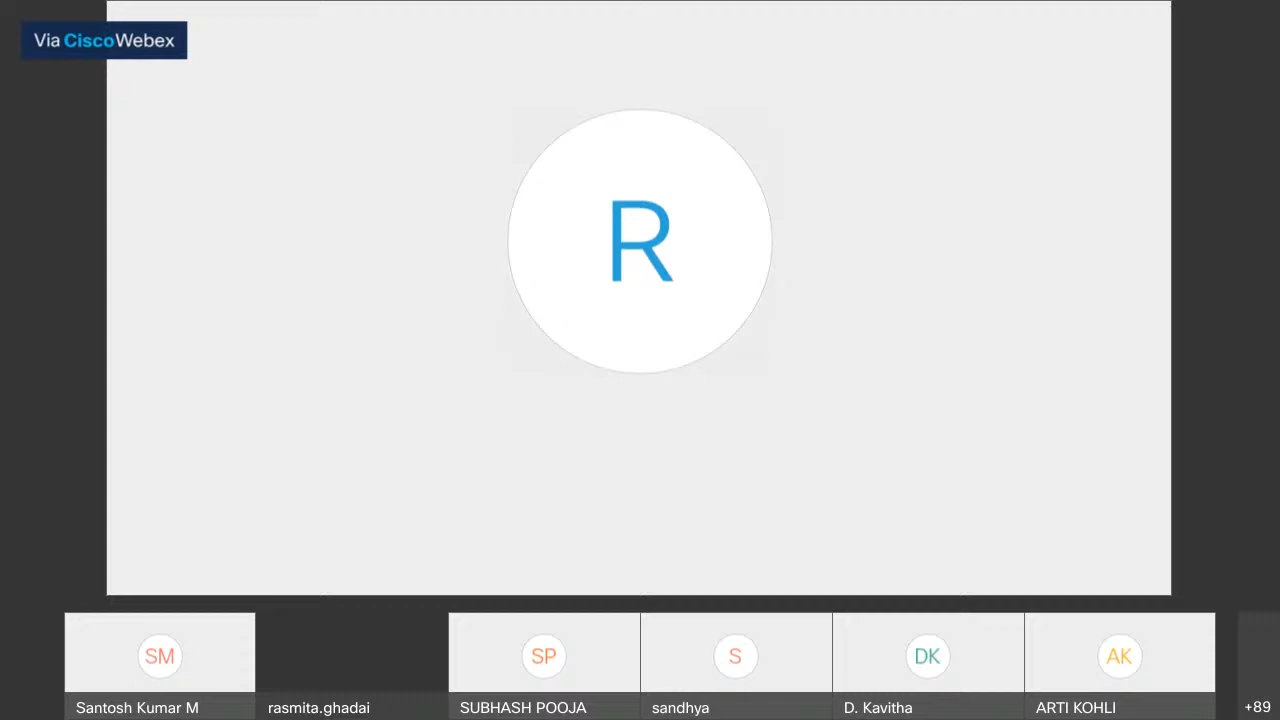 Via CiscoWebex
R
SM
SP
S
DK
AK
Santosh Kumar M
rasmita.ghadai
SUBHASH POOJA
sandhya
D. Kavitha
ARTI KOHLI
+89